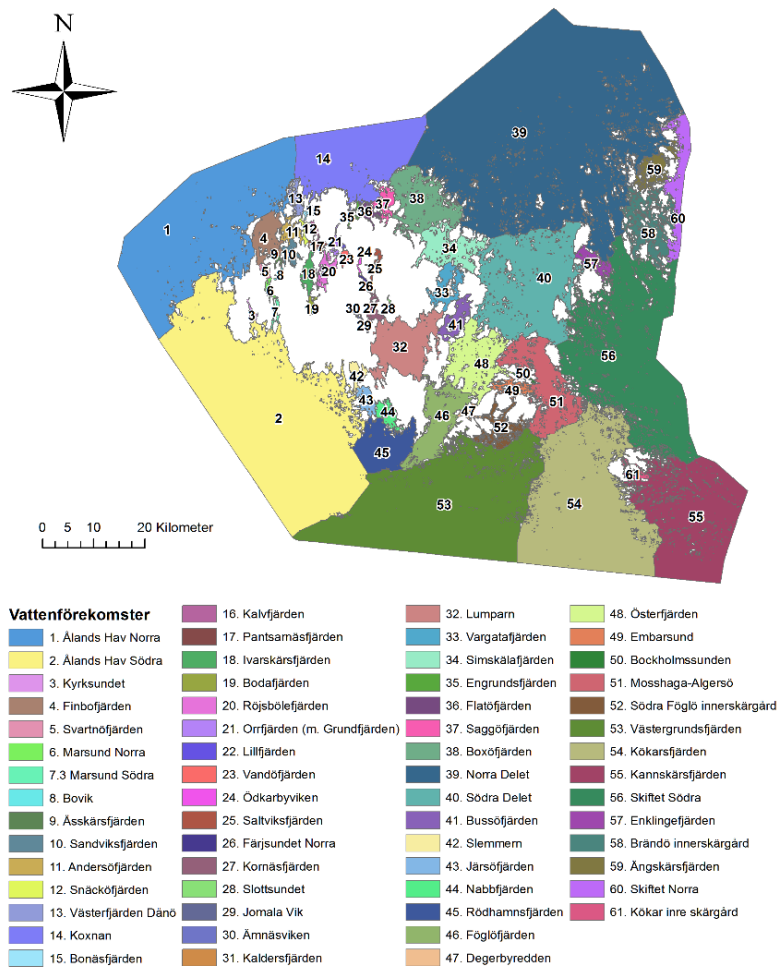 N
39
14
59
13
37
38
15
36
35
60
1
12
58
11
4
34
17
21
24
9
10
23
57
25
5
8
18
20
40
26
33
6
3
7
19
30
27
28
29
41
32
56
48
42
50
49
43
51
44
46
47
2
52
45
61
53
54
55
0 5 10 20 Kilometer
Vattenförekomster
1. Ålands Hav Norra
2. Ålands Hav Södra
3. Kyrksundet
4. Finbofjärden
5. Svartnöfjärden
6. Marsund Norra
7.3 Marsund Södra
8. Bovik
9. Ässkärsfjärden
10. Sandviksfjärden
11. Andersöfjärden
12. Snäcköfjärden
13. Västerfjärden Dänö
14. Koxnan
15. Bonäsfjärden
16. Kalvfjärden
17. Pantsarnäsfjärden
18. Ivarskärsfjärden
19. Bodafjärden
20. Röjsbölefjärden
21. Orrfjärden (m. Grundfjärden)
22. Lillfjärden
23. Vandöfjärden
24. Ödkarbyviken
25. Saltviksfjärden
26. Färjsundet Norra
27. Kornäsfjärden
28. Slottsundet
29. Jomala Vik
30. Ämnäsviken
31. Kaldersfjärden
32. Lumparn
33. Vargatafjärden
34. Simskälafjärden
35. Engrundsfjärden
36. Flatöfjärden
37. Saggöfjärden
38. Boxöfjärden
39. Norra Delet
40. Södra Delet
41. Bussöfjärden
42. Slemmern
43. Järsöfjärden
44. Nabbfjärden
45. Rödhamnsfjärden
46. Föglöfjärden
47. Degerbyredden
48. Österfjärden
49. Embarsund
50. Bockholmssunden
51. Mosshaga-Algersö
52. Södra Föglö innerskärgård
53. Västergrundsfjärden
54. Kökarsfjärden
55. Kannskärsfjärden
56. Skiftet Södra
57. Enklingefjärden
58. Brändö innerskärgård
59. Ängskärsfjärden
60. Skiftet Norra
61. Kökar inre skärgård